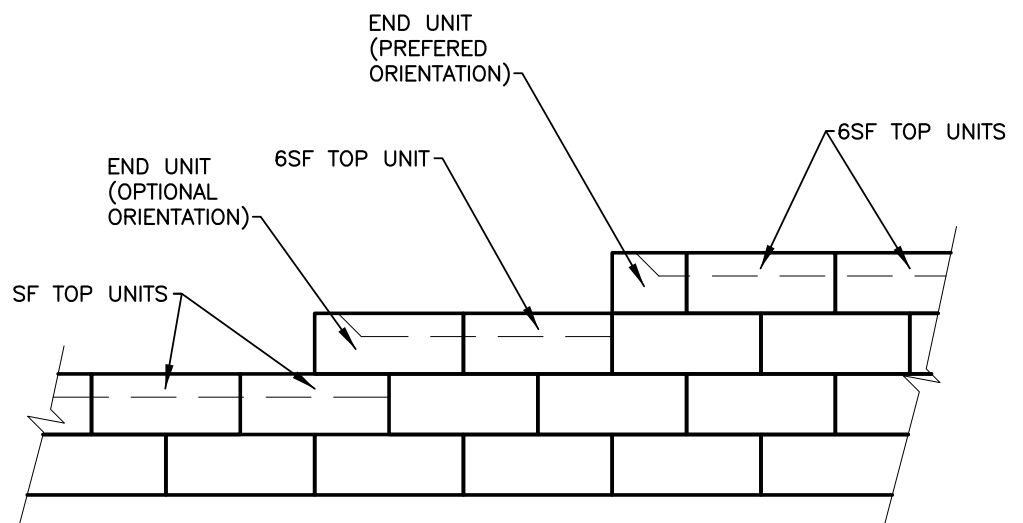 END UNIT
(PREFERED
ORIENTATION)
6SF TOP UNITS
6SF TOP UNIT
END UNIT
(OPTIONAL
ORIENTATION)
SF TOP UNITS